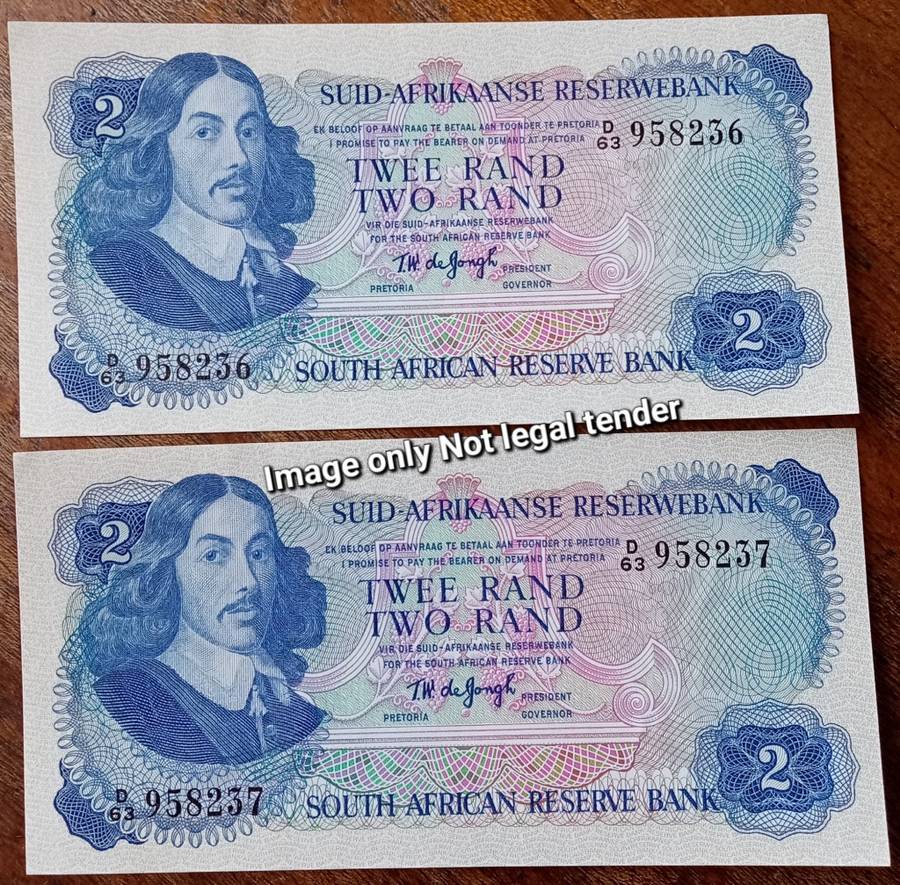 2
SUID-AFRIKAANSE RESERWEBANK
EK BELOOF OP AANVRAAG TE BETAAL AAN TOONDER TE PRETORIA
I PROMISE TO PAY THE BEARER ON DEMAND AT PRETORIA
D/63 958236
TWEE RAND
TWO RAND
VIR DIE SUID-AFRIKAANSE RESERWEBANK
FOR THE SOUTH AFRICAN RESERVE BANK
T.W. de Jongh
PRESIDENT
PRETORIA GOVERNOR
2
D/63 958236
SOUTH AFRICAN RESERVE BANK
Image only Not legal tender
2
SUID-AFRIKAANSE RESERWEBANK
EK BELOOF OP AANVRAAG TE BETAAL AAN TOONDER TE PRETORIA
I PROMISE TO PAY THE BEARER ON DEMAND AT PRETORIA
D/63 958237
TWEE RAND
TWO RAND
VIR DIE SUID-AFRIKAANSE RESERWEBANK
FOR THE SOUTH AFRICAN RESERVE BANK
T.W. de Jongh
PRESIDENT
PRETORIA GOVERNOR
2
D/63 958237
SOUTH AFRICAN RESERVE BANK